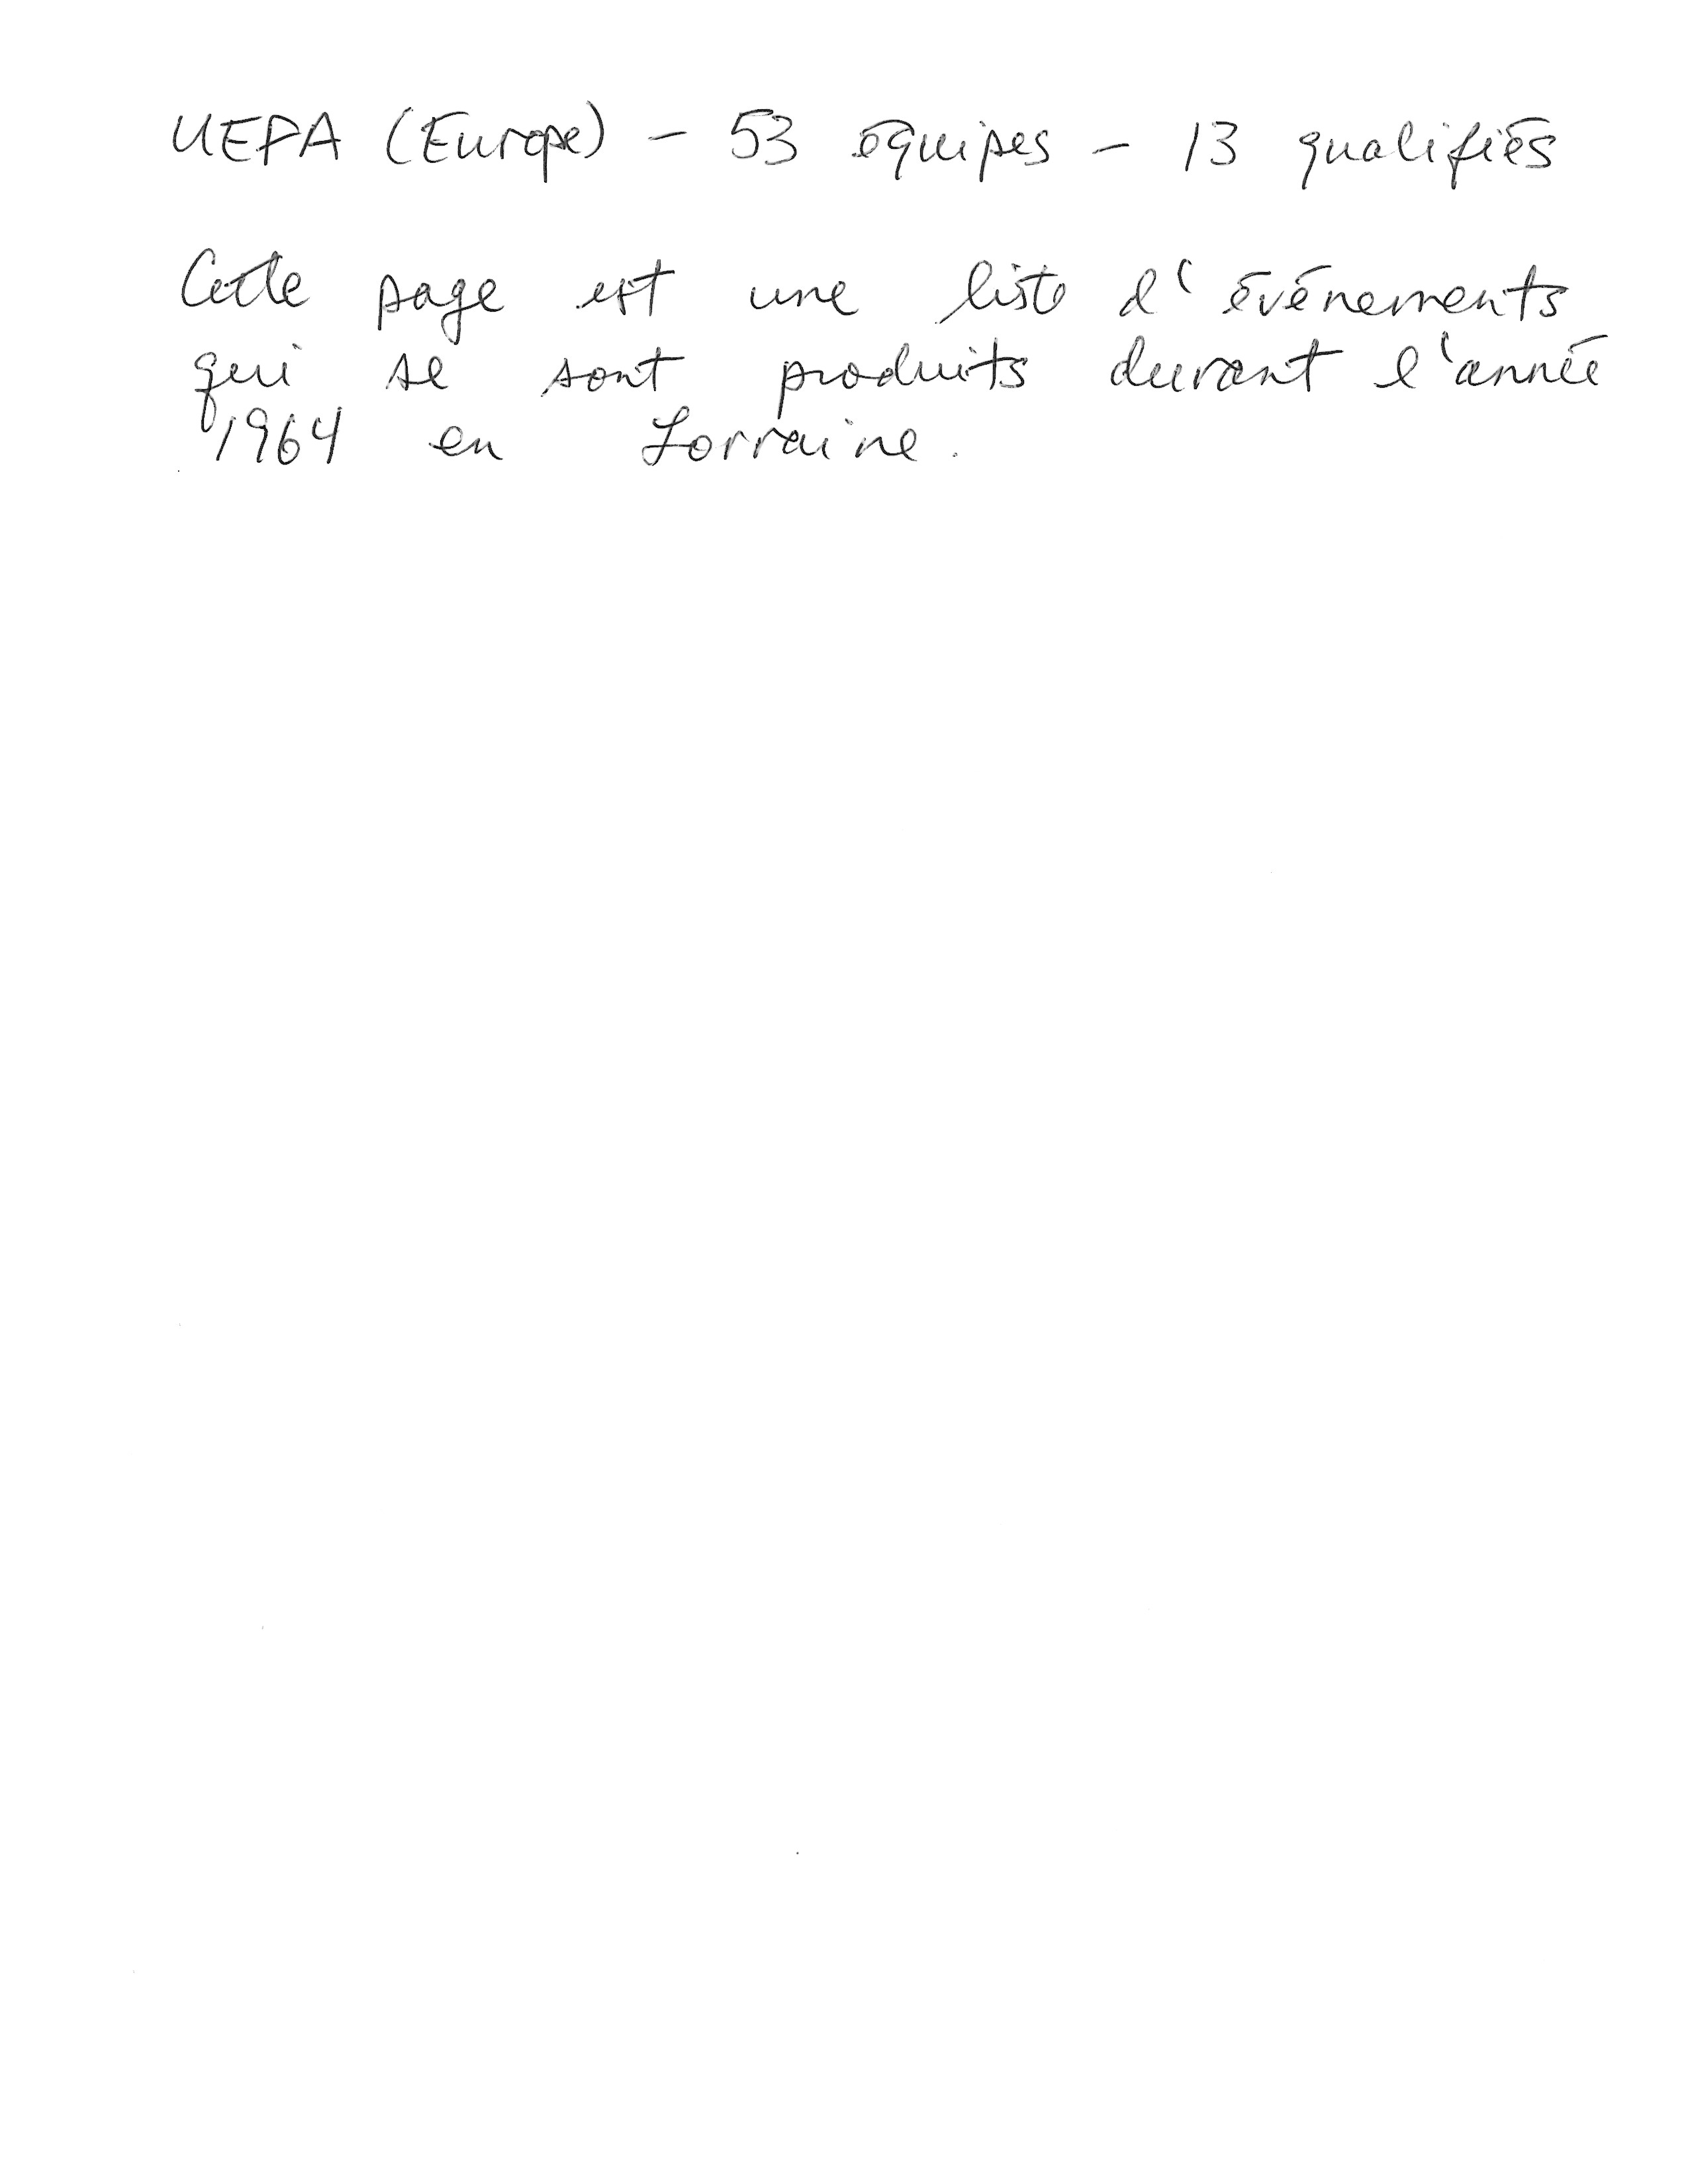 UEFA (Europe) - 53 équipes - 13 qualifiés
Cette page est une liste d'événements
qui se sont produits durant l'année
1964 en Lorraine.